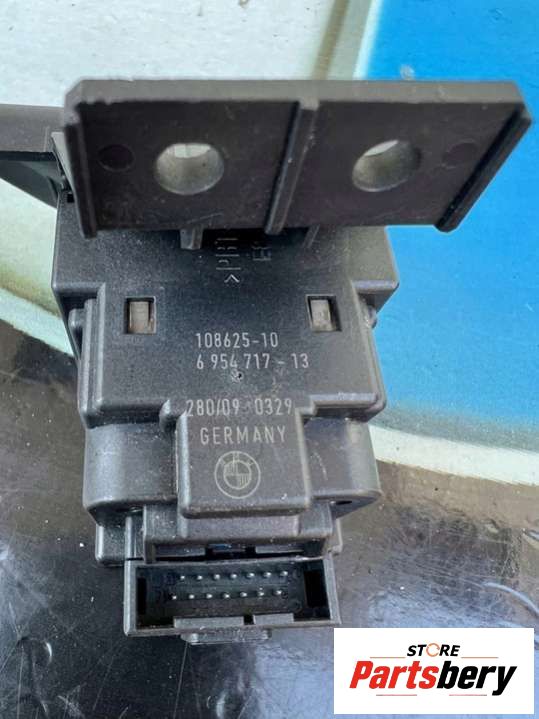 108625-10
6 954 717-13
280/09 0329
GERMANY
STORE
Partsbery